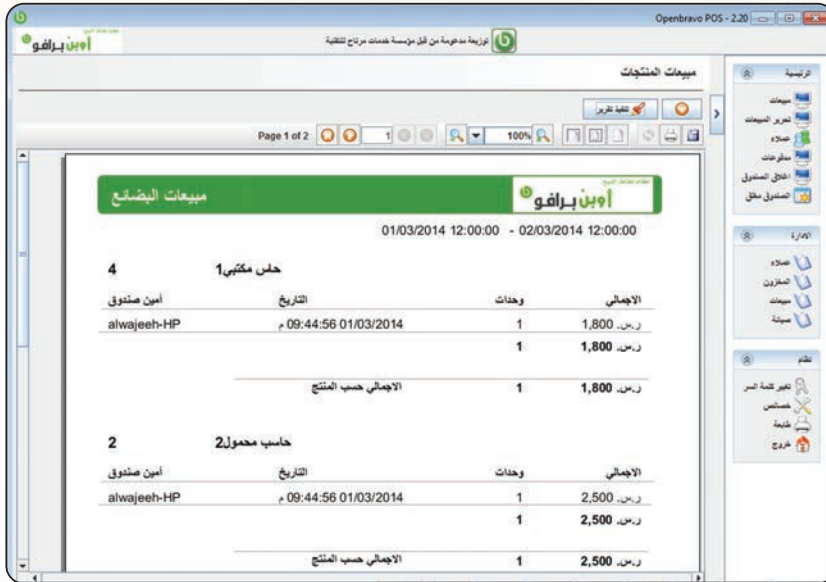 Openbravo POS - 2.20
أوبن برافو
توزيعة مدعومة من قبل مؤسسة خدمات مرتاح للتقنية
مبيعات المنتجات
تنفيذ تقرير
Page 1 of 2
1
100%
الرئيسية
مبيعات
تحرير المبيعات
عملاء
مدفوعات
اغلاق الصندوق
الصندوق مغلق
الادارة
عملاء
المخزون
مبيعات
صيانة
نظام
تغيير كلمة السر
خصائص
طابعة
خروج
أوبن برافو
مبيعات البضائع
01/03/2014 12:00:00 - 02/03/2014 12:00:00
حاس مكتبي1 4
الاجمالي وحدات التاريخ أمين صندوق
ر.س. 1,800 1 01/03/2014 09:44:56 م alwajeeh-HP
ر.س. 1,800 1
ر.س. 1,800 1 الاجمالي حسب المنتج
حاسب محمول2 2
الاجمالي وحدات التاريخ أمين صندوق
ر.س. 2,500 1 01/03/2014 09:44:56 م alwajeeh-HP
ر.س. 2,500 1
ر.س. 2,500 1 الاجمالي حسب المنتج